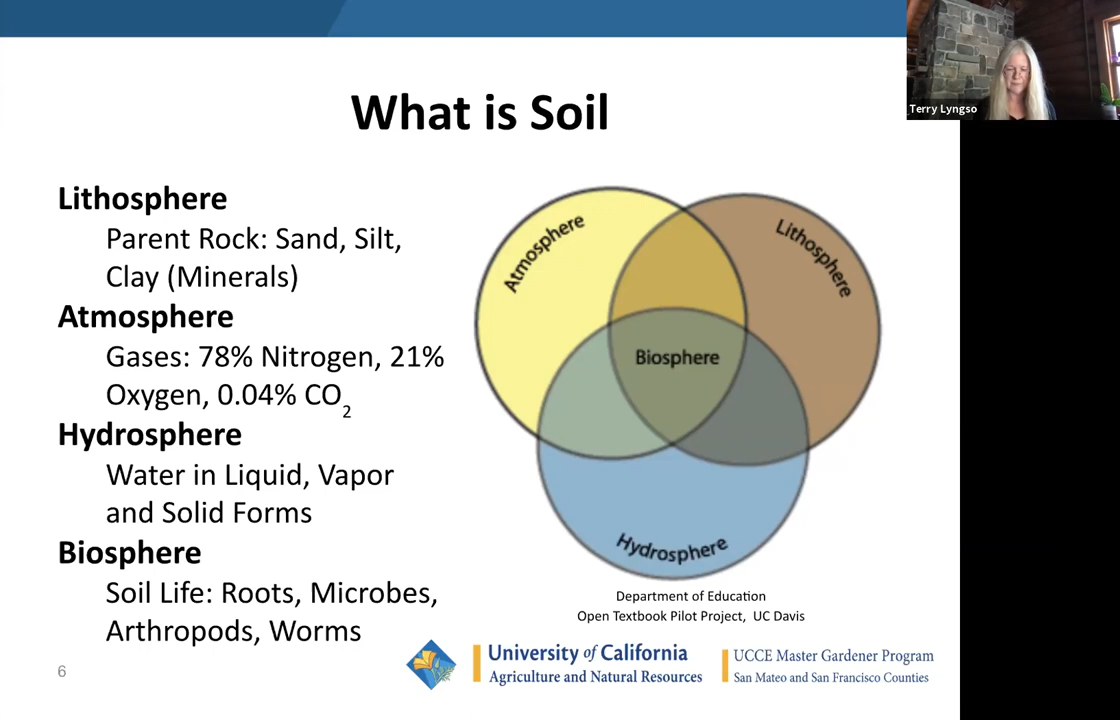 Terry Lyngso
What is Soil
Lithosphere
Parent Rock: Sand, Silt,
Clay (Minerals)
Atmosphere
Gases: 78% Nitrogen, 21%
Oxygen, 0.04% CO2
Hydrosphere
Water in Liquid, Vapor
and Solid Forms
Biosphere
Soil Life: Roots, Microbes,
Arthropods, Worms
Atmosphere
Lithosphere
Biosphere
Hydrosphere
Department of Education
Open Textbook Pilot Project, UC Davis
6
University of California
Agriculture and Natural Resources
UCCE Master Gardener Program
San Mateo and San Francisco Counties